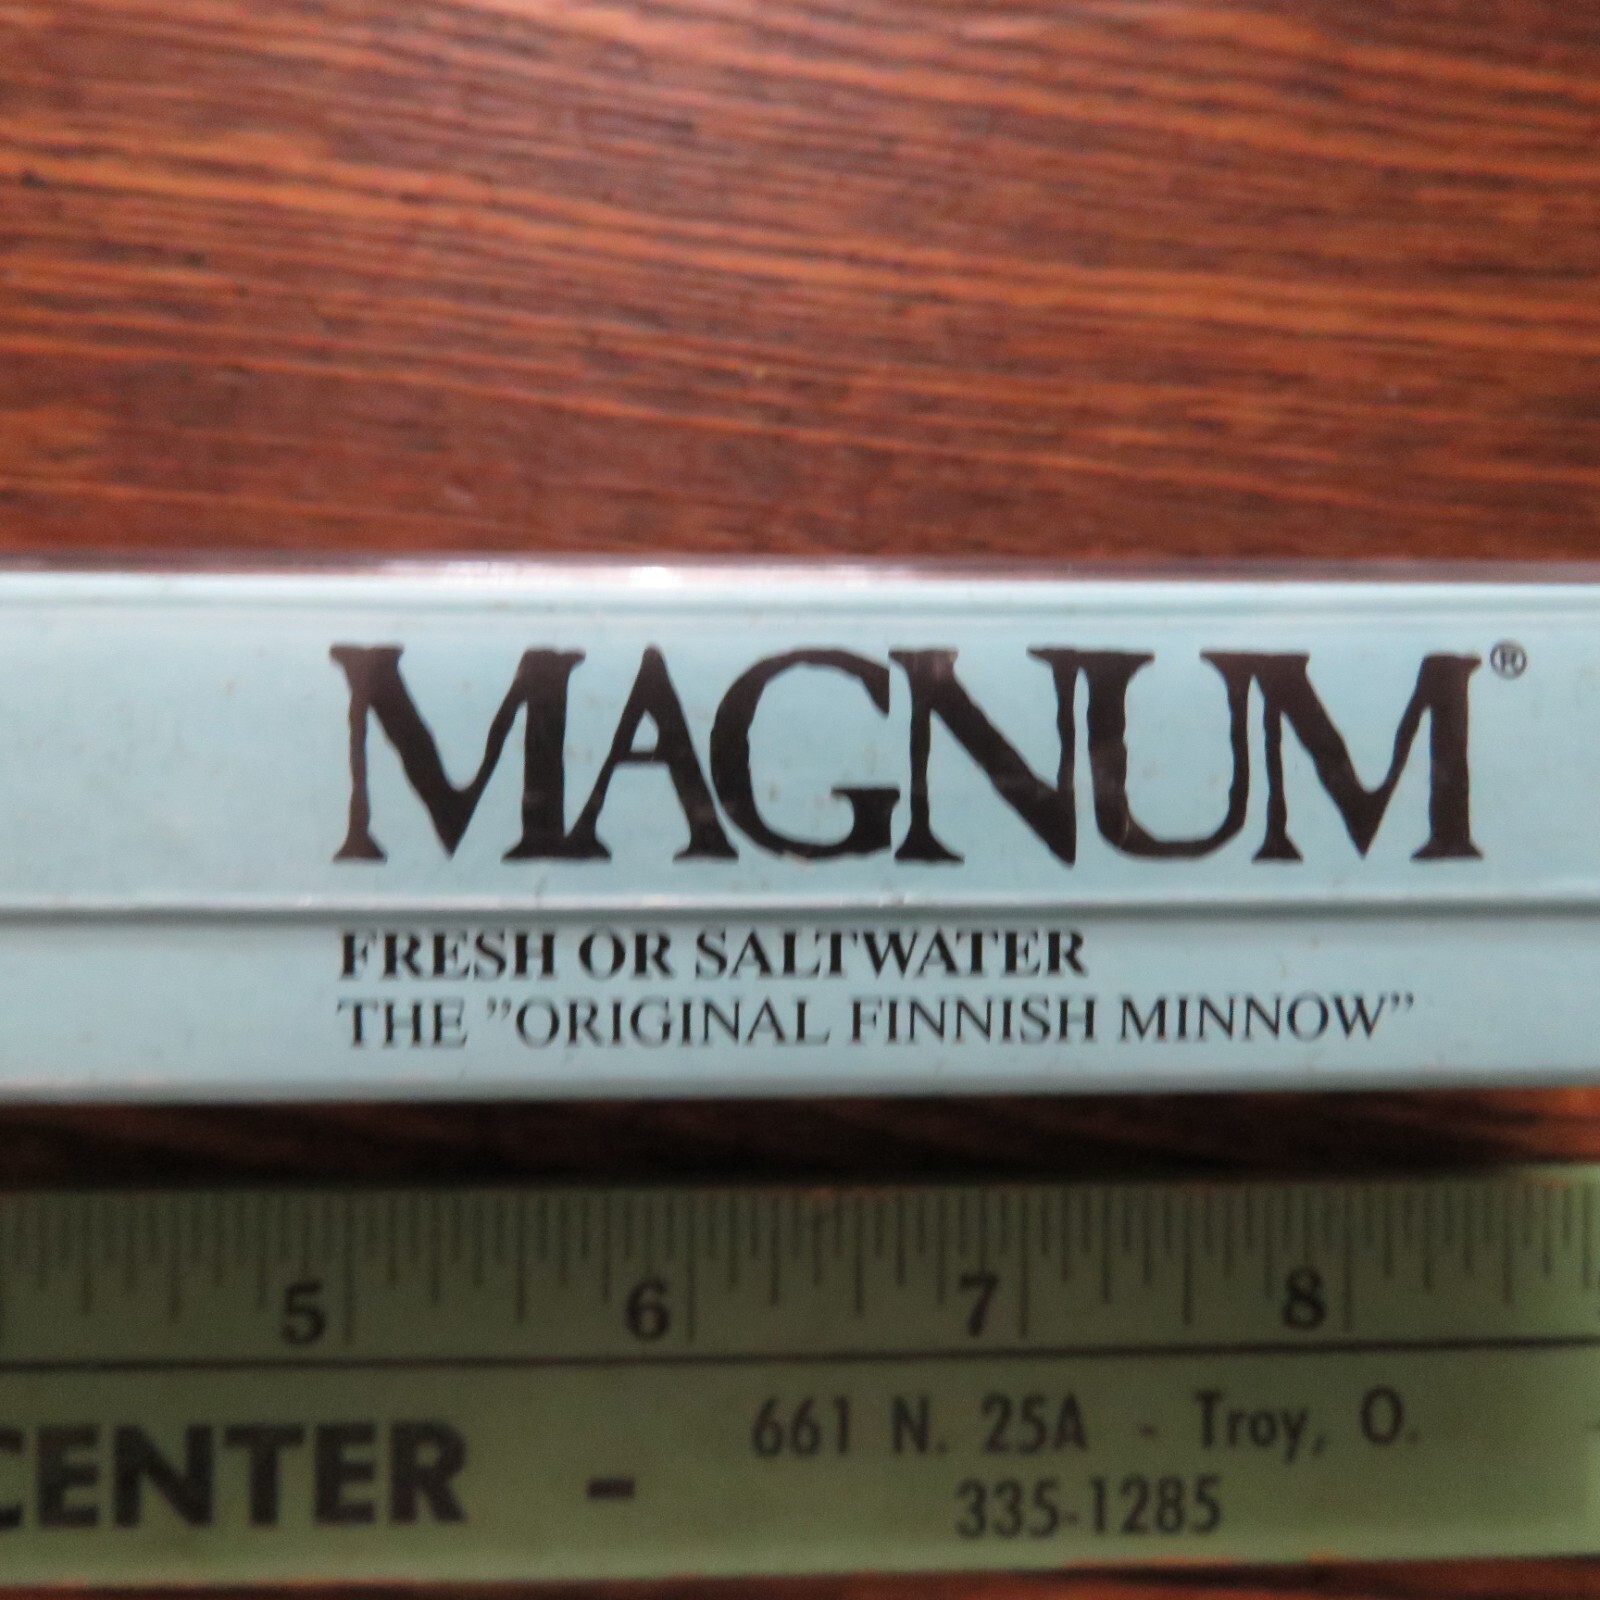 MAGNUM®
FRESH OR SALTWATER
THE "ORIGINAL FINNISH MINNOW"
5 6 7 8
CENTER - 661 N. 25A - Troy, O.
335-1285